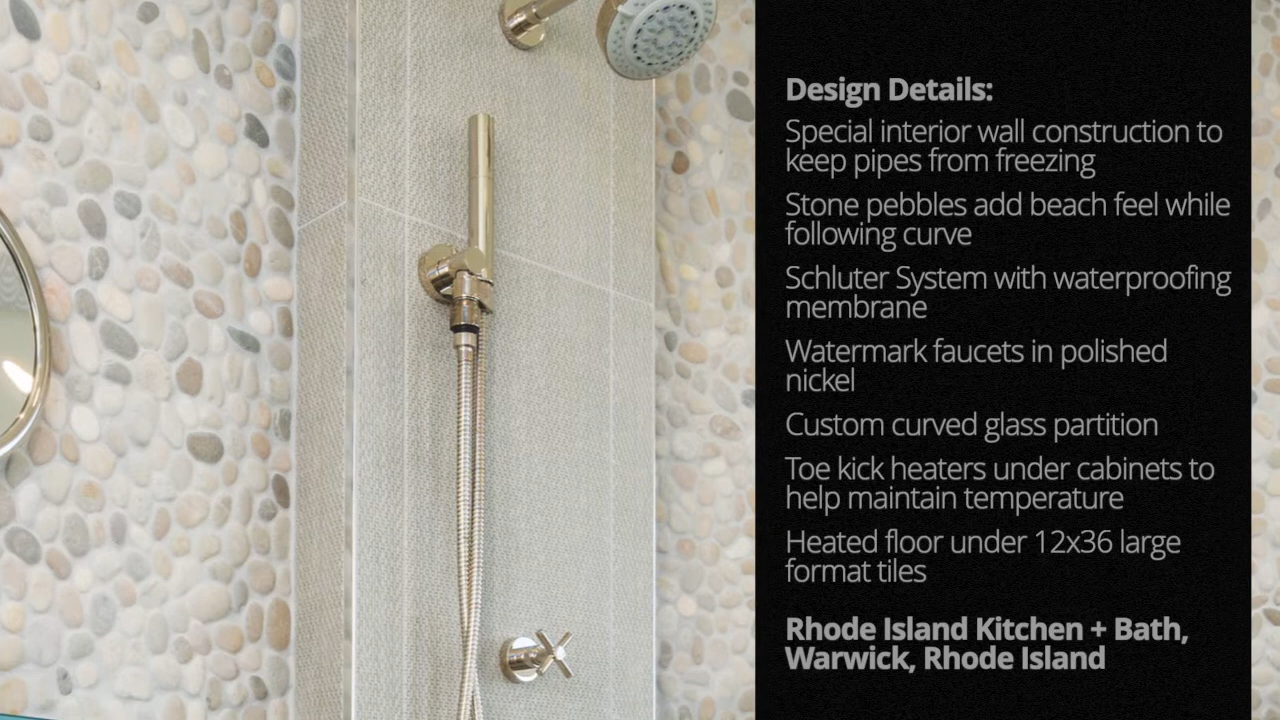 Design Details:
Special interior wall construction to
keep pipes from freezing
Stone pebbles add beach feel while
following curve
Schluter System with waterproofing
membrane
Watermark faucets in polished
nickel
Custom curved glass partition
Toe kick heaters under cabinets to
help maintain temperature
Heated floor under 12x36 large
format tiles
Rhode Island Kitchen + Bath,
Warwick, Rhode Island